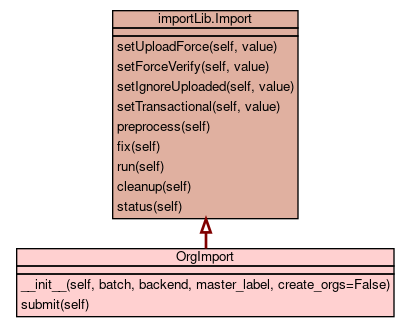 importLib.Import
setUploadForce(self, value)
setForceVerify(self, value)
setIgnoreUploaded(self, value)
setTransactional(self, value)
preprocess(self)
fix(self)
run(self)
cleanup(self)
status(self)
OrgImport
__init__(self, batch, backend, master_label, create_orgs=False)
submit(self)